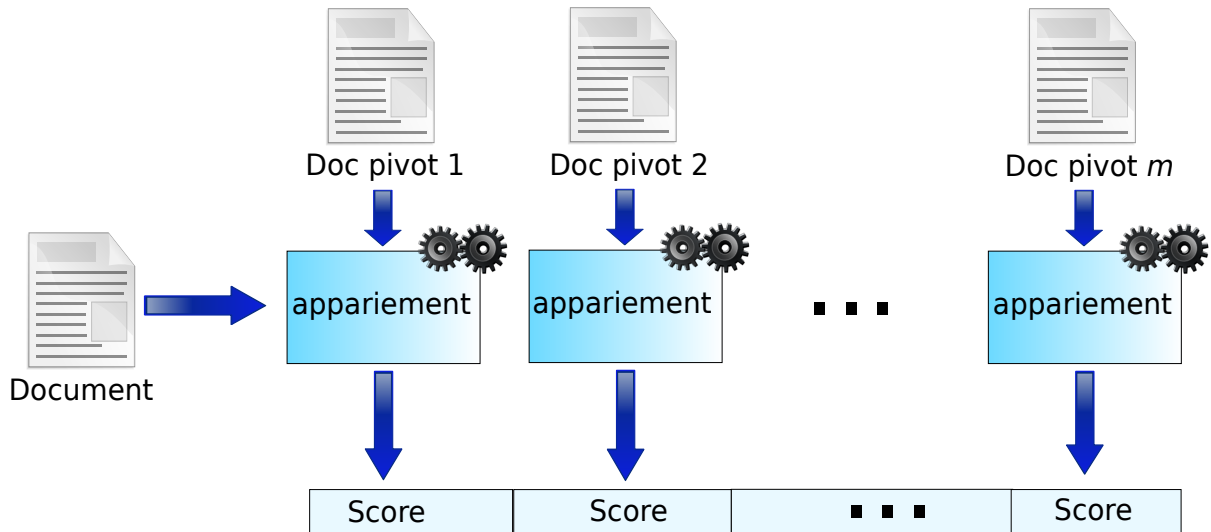 Doc pivot 1
Doc pivot 2
Doc pivot m
appariement
appariement
. . .
appariement
Document
Score
Score
. . .
Score